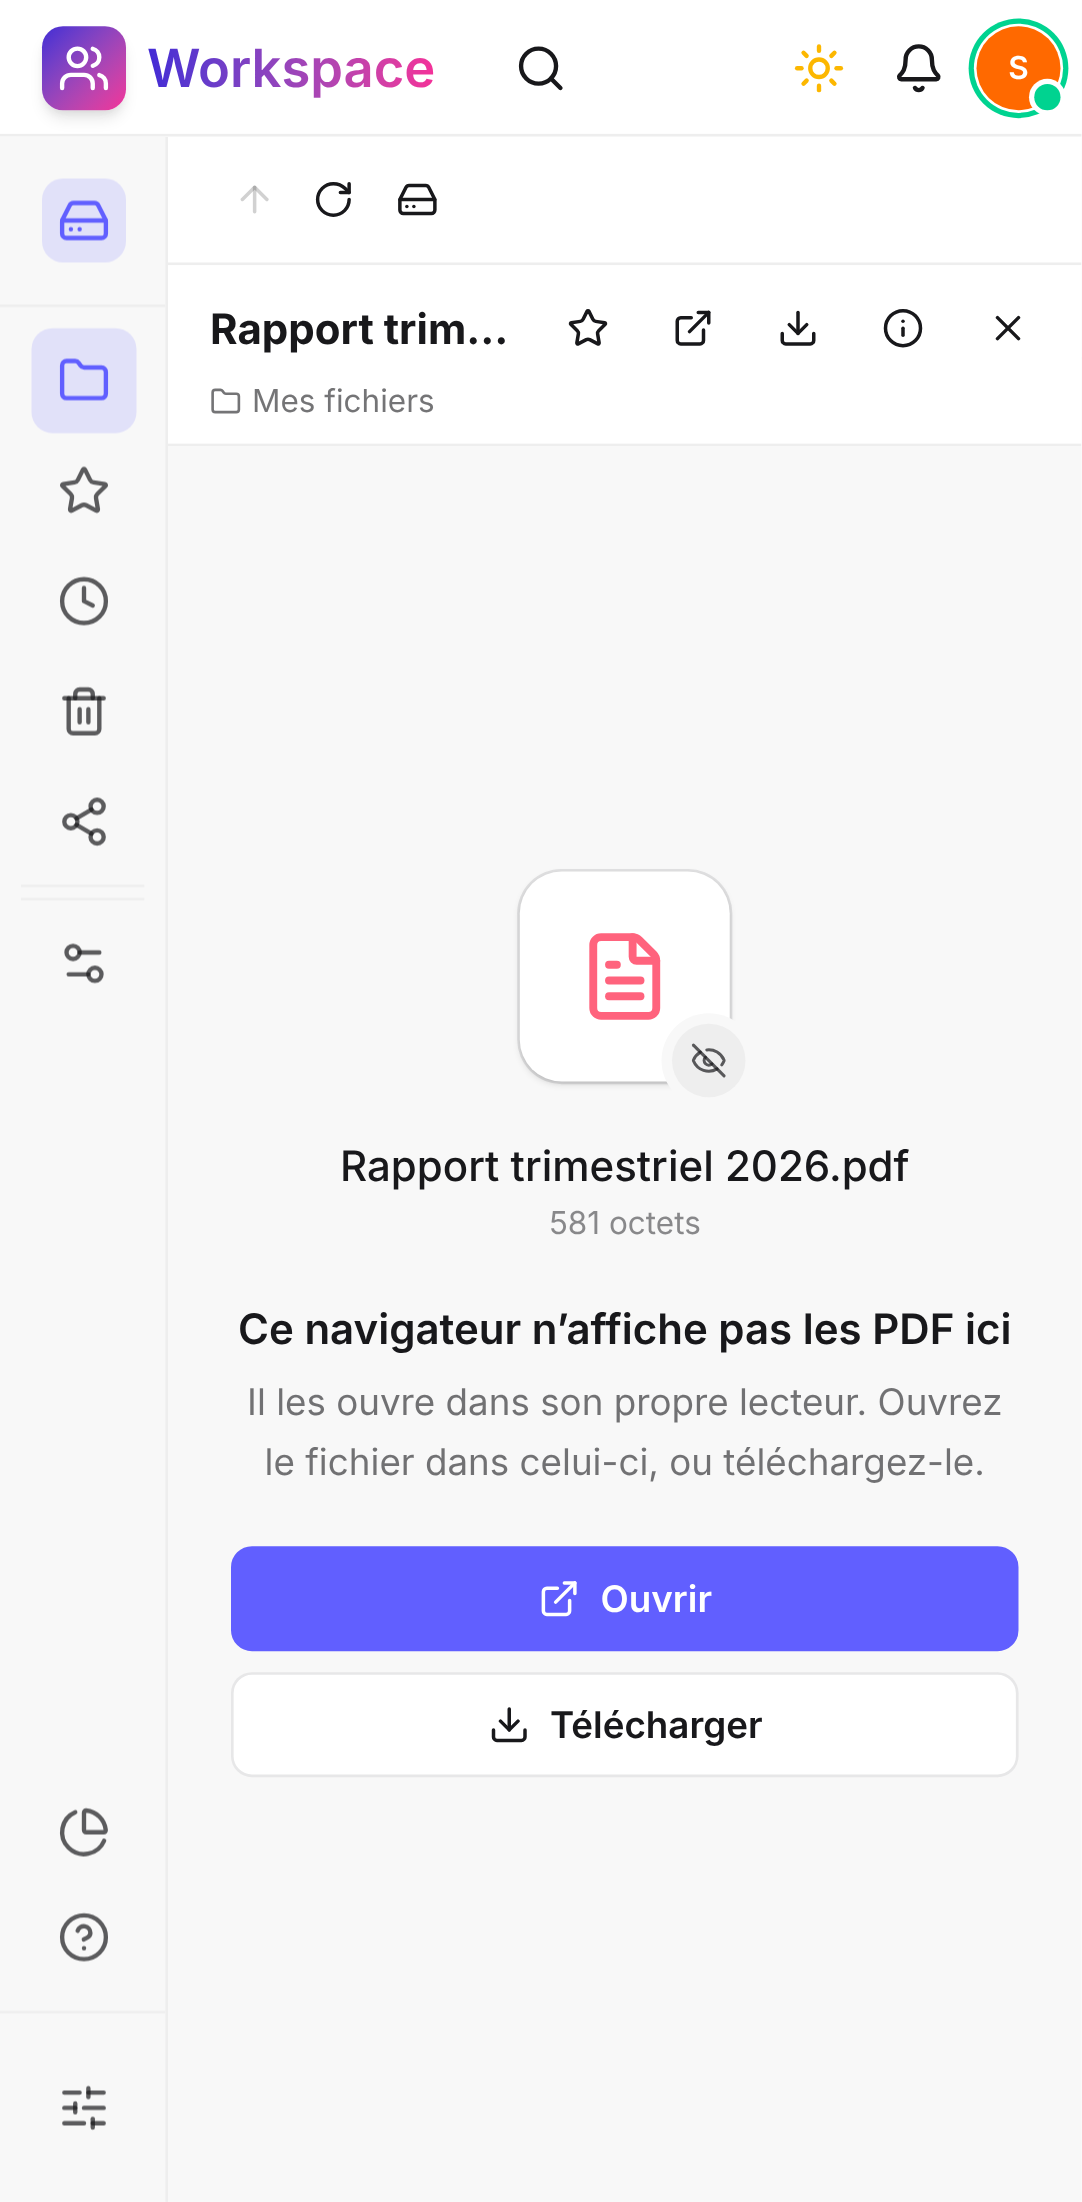 Workspace
S
Rapport trim...
Mes fichiers
Rapport trimestriel 2026.pdf
581 octets
Ce navigateur n’affiche pas les PDF ici
Il les ouvre dans son propre lecteur. Ouvrez
le fichier dans celui-ci, ou téléchargez-le.
Ouvrir
Télécharger